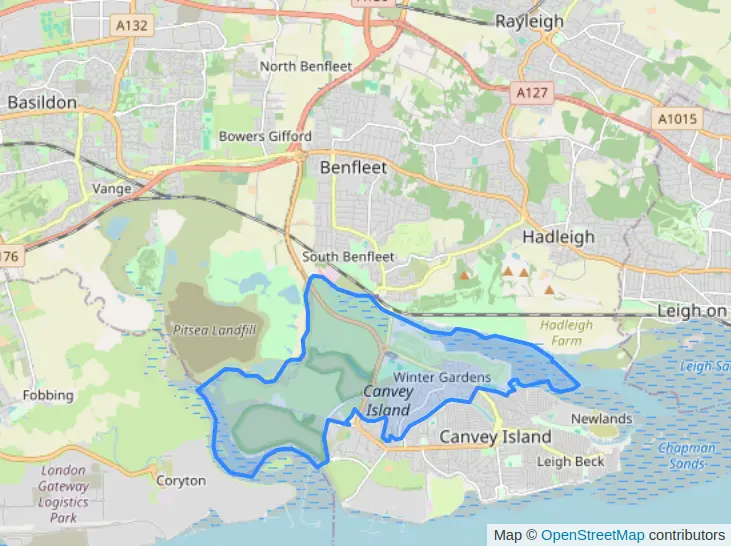 A130
Rayleigh
A132
North Benfleet
A127
Basildon
A1015
Bowers Gifford
Benfleet
Vange
Hadleigh
176
South Benfleet
Leigh on
Pitsea Landfill
Hadleigh
Farm
Leigh Sa
Winter Gardens
Canvey
Island
Fobbing
Newlands
Canvey Island
Chapman
Sands
Leigh Beck
London
Gateway
Logistics
Park
Coryton
Map © OpenStreetMap contributors